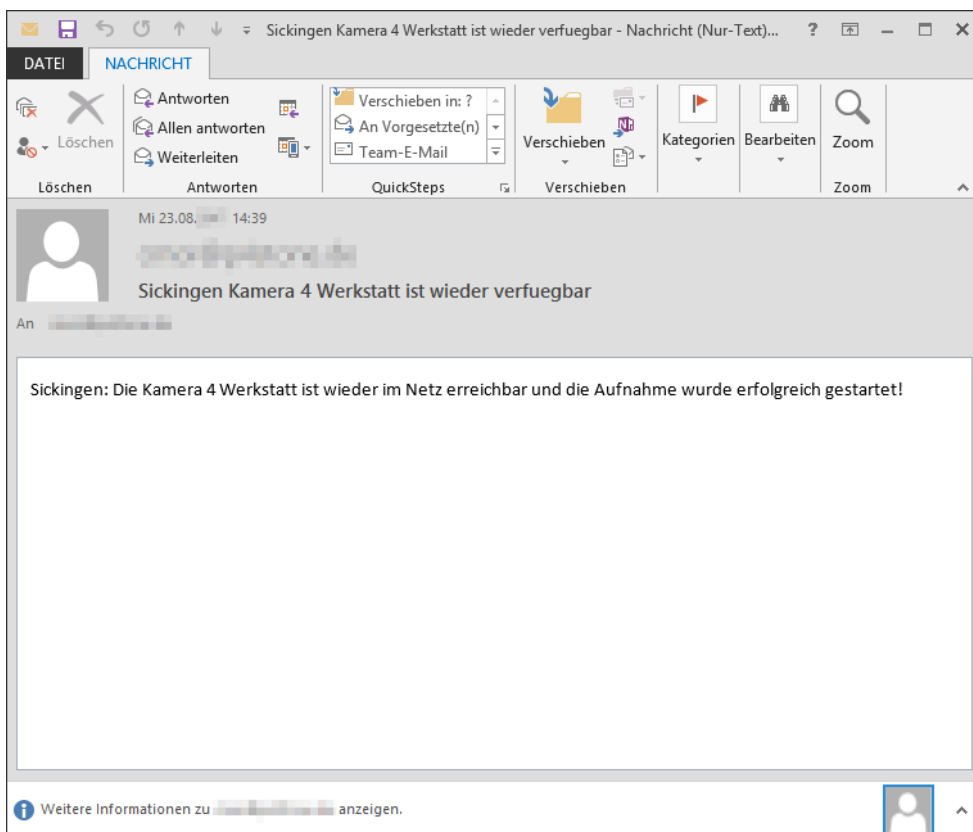 Sickingen Kamera 4 Werkstatt ist wieder verfuegbar - Nachricht (Nur-Text)... ?
DATEI NACHRICHT
Löschen
Antworten
Allen antworten
Weiterleiten
Verschieben in: ?
An Vorgesetzte(n)
Team-E-Mail
Verschieben
Kategorien
Bearbeiten
Zoom
Löschen Antworten QuickSteps Verschieben Zoom
Mi 23.08. 14:39
Sickingen Kamera 4 Werkstatt ist wieder verfuegbar
An
Sickingen: Die Kamera 4 Werkstatt ist wieder im Netz erreichbar und die Aufnahme wurde erfolgreich gestartet!
Weitere Informationen zu anzeigen.